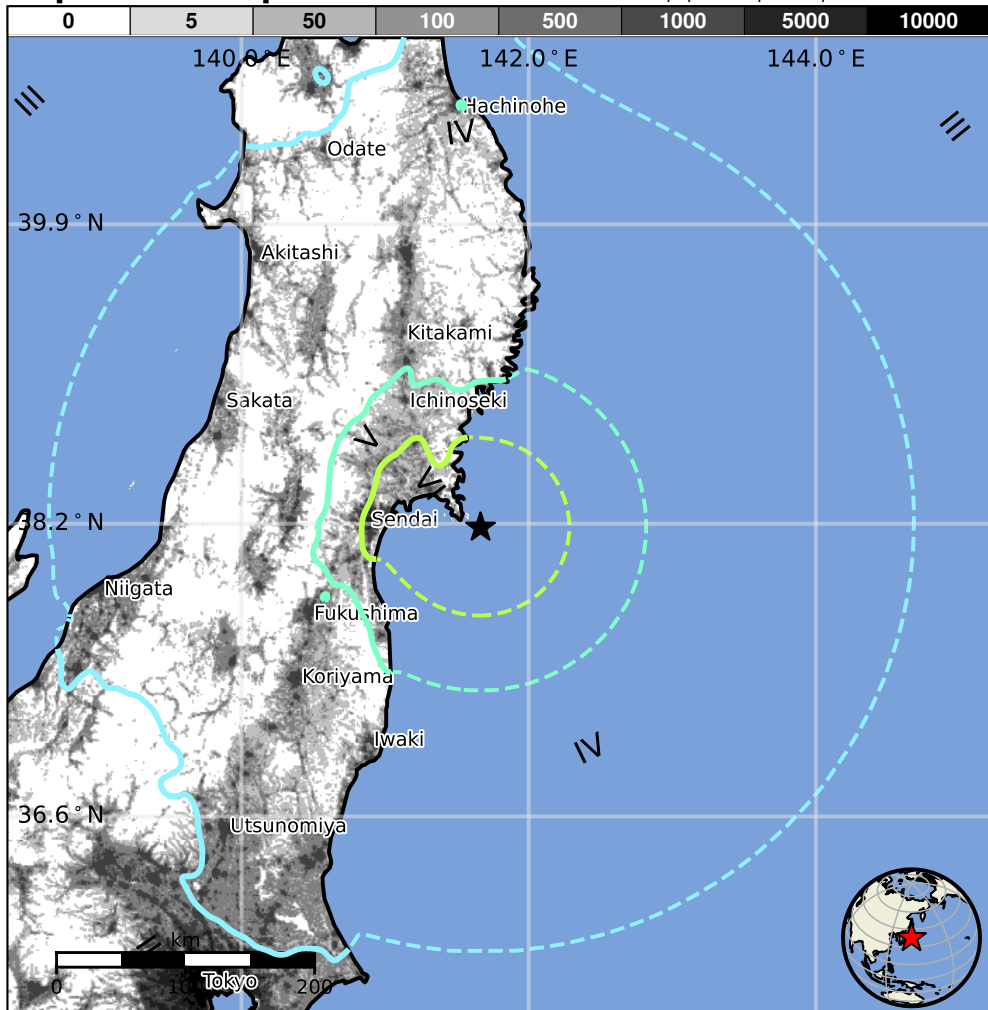 0 5 50 100 500 1000 5000 10000
140.0°E 142.0°E 144.0°E
III
III
Hachinohe
IV
Odate
39.9°N
Akitashi
Kitakami
Sakata
Ichinoseki
V
V
38.2°N
Sendai
Niigata
Fukushima
Koriyama
Iwaki
IV
36.6°N
Utsunomiya
km
0 200
Tokyo